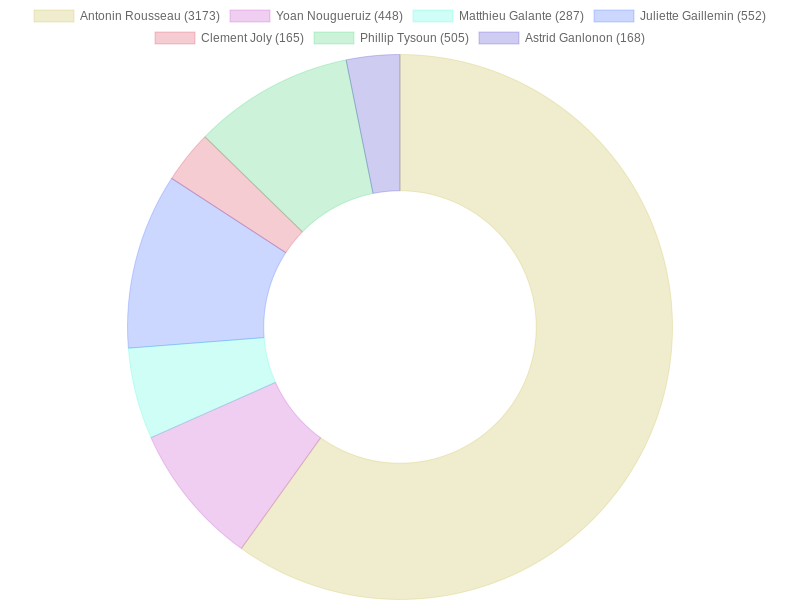 Antonin Rousseau (3173) Yoan Nougueruiz (448) Matthieu Galante (287) Juliette Gaillemin (552)
Clement Joly (165) Phillip Tysoun (505) Astrid Ganlonon (168)